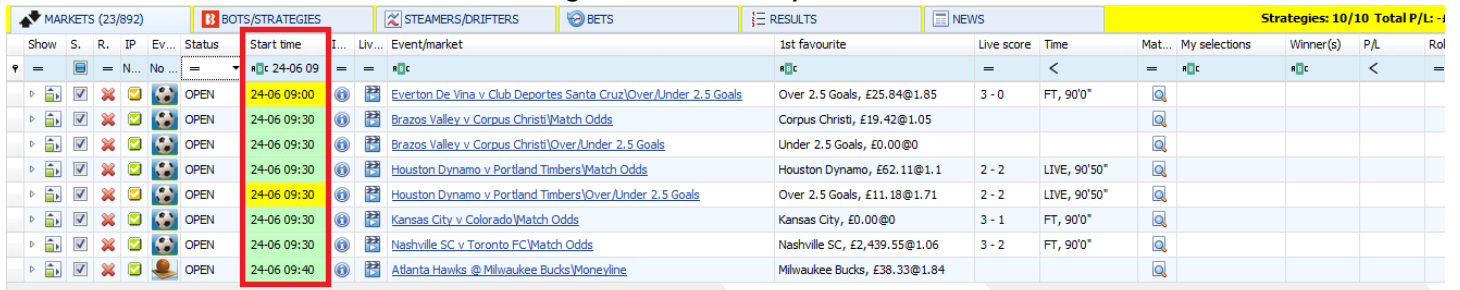 MARKETS (23/892) BOTS/STRATEGIES STEAMERS/DRIFTERS BETS RESULTS NEWS Strategies: 10/10 Total P/L: -£
Show S. R. IP Ev... Status Start time I... Liv... Event/market 1st favourite Live score Time Mat... My selections Winner(s) P/L Rol
= = N... No ... = 24-06 09 = = = < = < =
OPEN 24-06 09:00 Everton De Vina v Club Deportes Santa Cruz\Over/Under 2.5 Goals Over 2.5 Goals, £25.84@1.85 3 - 0 FT, 90'0"
OPEN 24-06 09:30 Brazos Valley v Corpus Christi\Match Odds Corpus Christi, £19.42@1.05
OPEN 24-06 09:30 Brazos Valley v Corpus Christi\Over/Under 2.5 Goals Under 2.5 Goals, £0.00@0
OPEN 24-06 09:30 Houston Dynamo v Portland Timbers\Match Odds Houston Dynamo, £62.11@1.1 2 - 2 LIVE, 90'50"
OPEN 24-06 09:30 Houston Dynamo v Portland Timbers\Over/Under 2.5 Goals Over 2.5 Goals, £11.18@1.71 2 - 2 LIVE, 90'50"
OPEN 24-06 09:30 Kansas City v Colorado\Match Odds Kansas City, £0.00@0 3 - 1 FT, 90'0"
OPEN 24-06 09:30 Nashville SC v Toronto FC\Match Odds Nashville SC, £2,439.55@1.06 3 - 2 FT, 90'0"
OPEN 24-06 09:40 Atlanta Hawks @ Milwaukee Bucks\Moneyline Milwaukee Bucks, £38.33@1.84